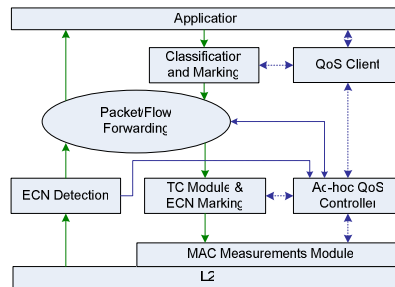 Application
Classification
and Marking
QoS Client
Packet/Flow
Forwarding
ECN Detection
TC Module &
ECN Marking
Ad-hoc QoS
Controller
MAC Measurements Module
L2